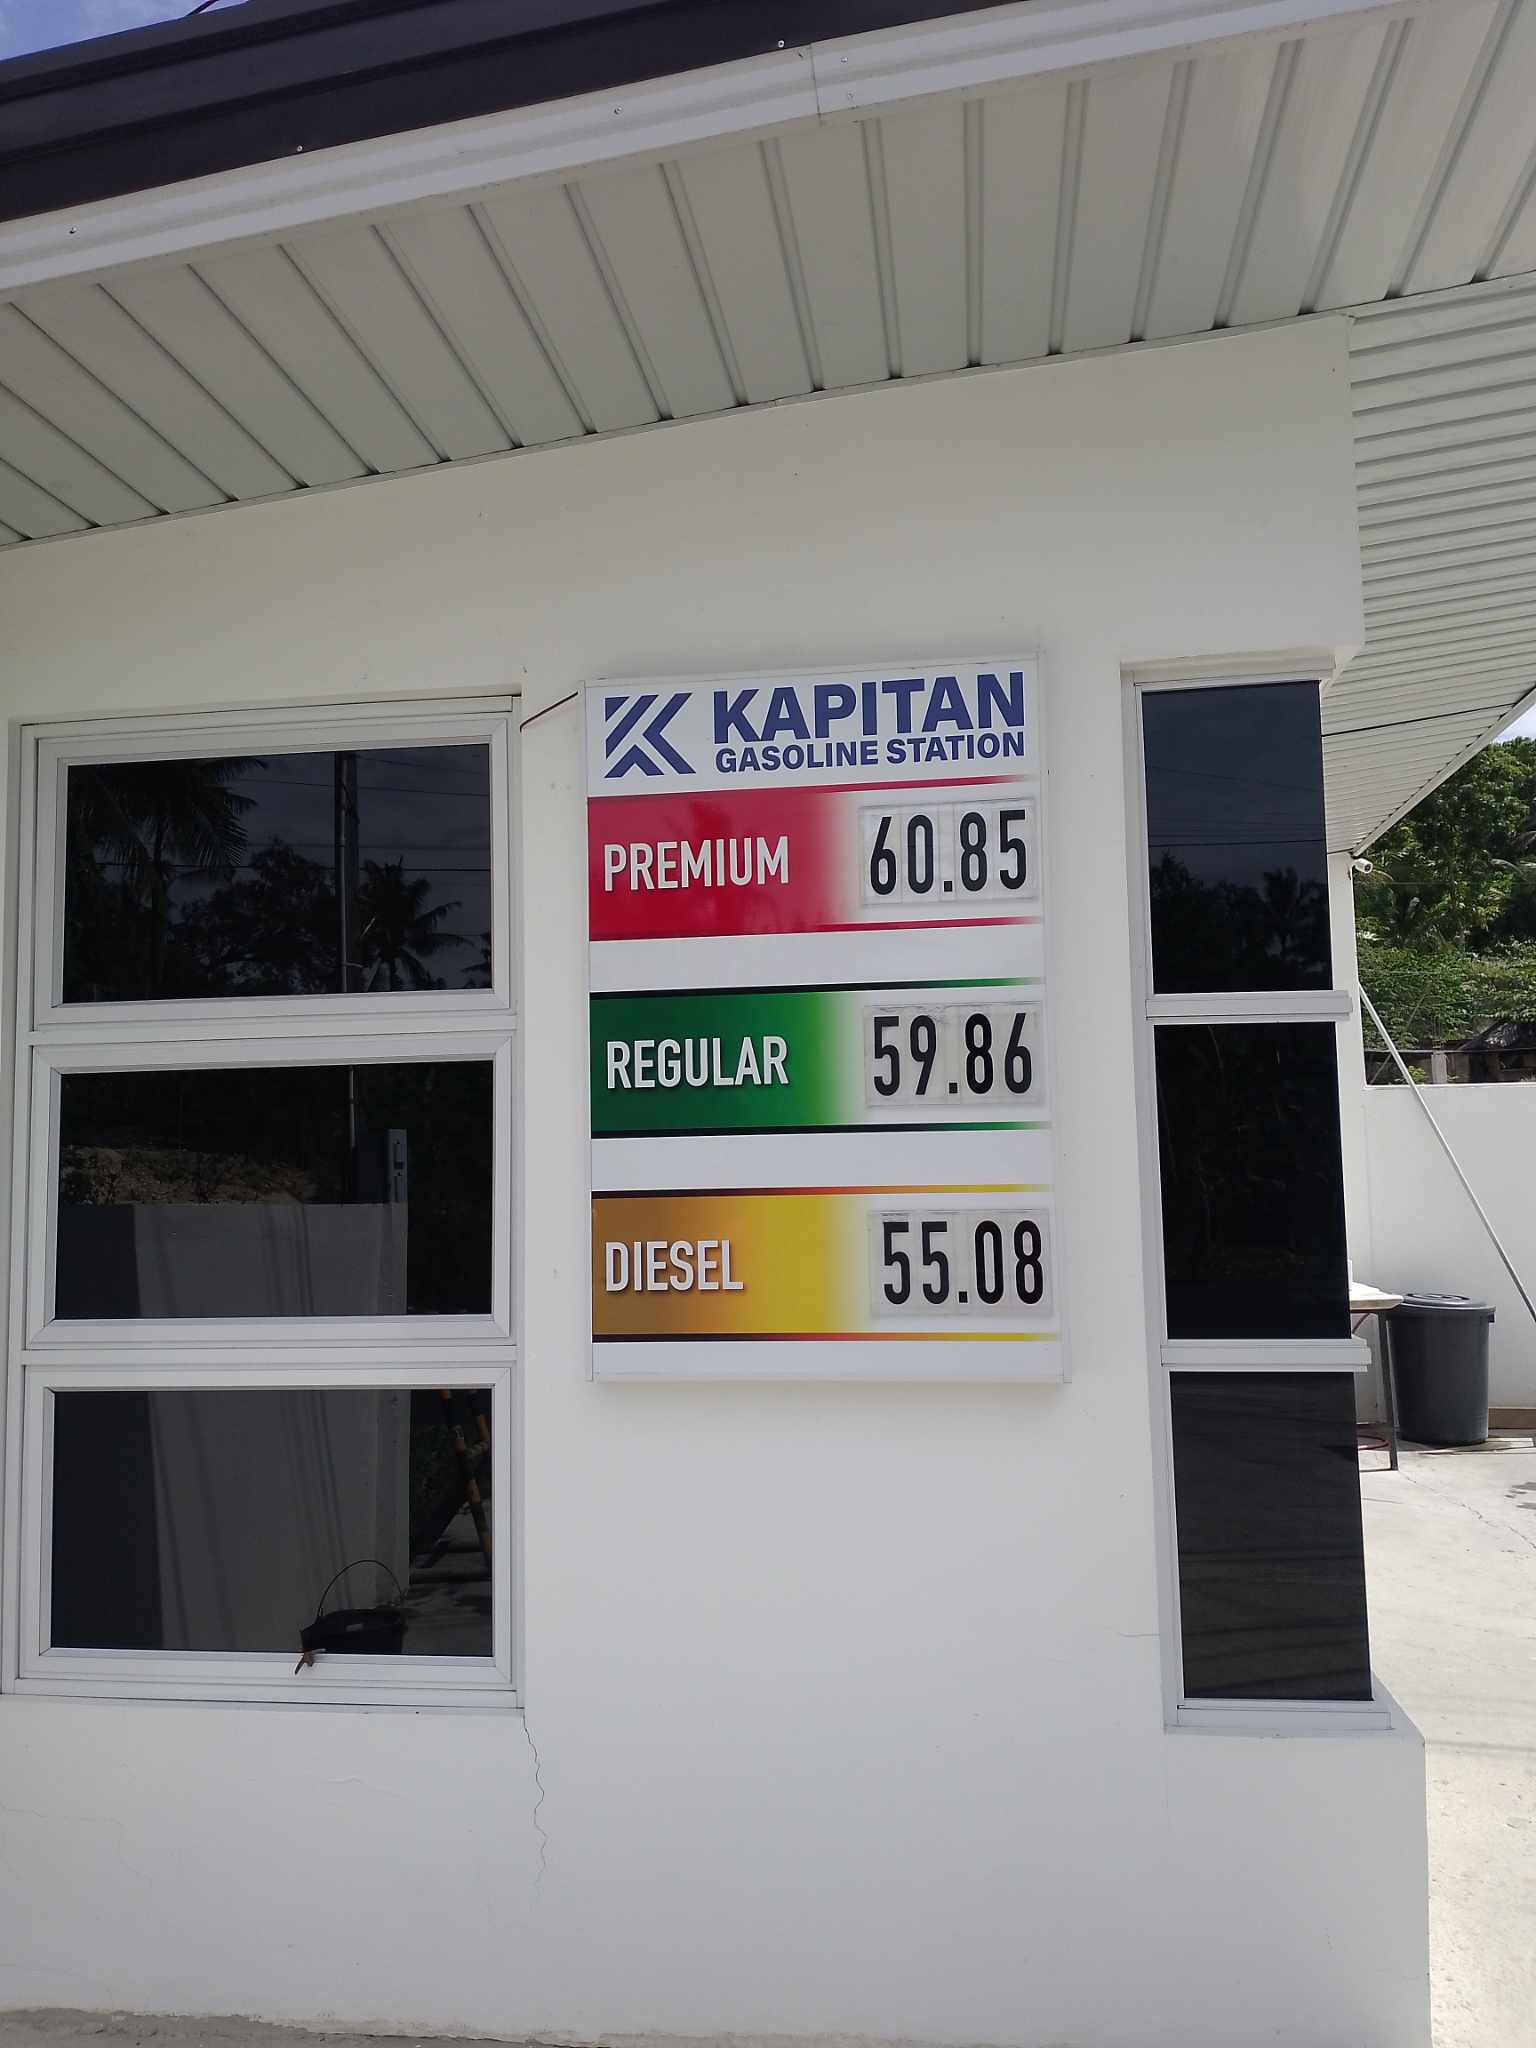 KAPITAN
GASOLINE STATION
PREMIUM 60.85
REGULAR 59.86
DIESEL 55.08